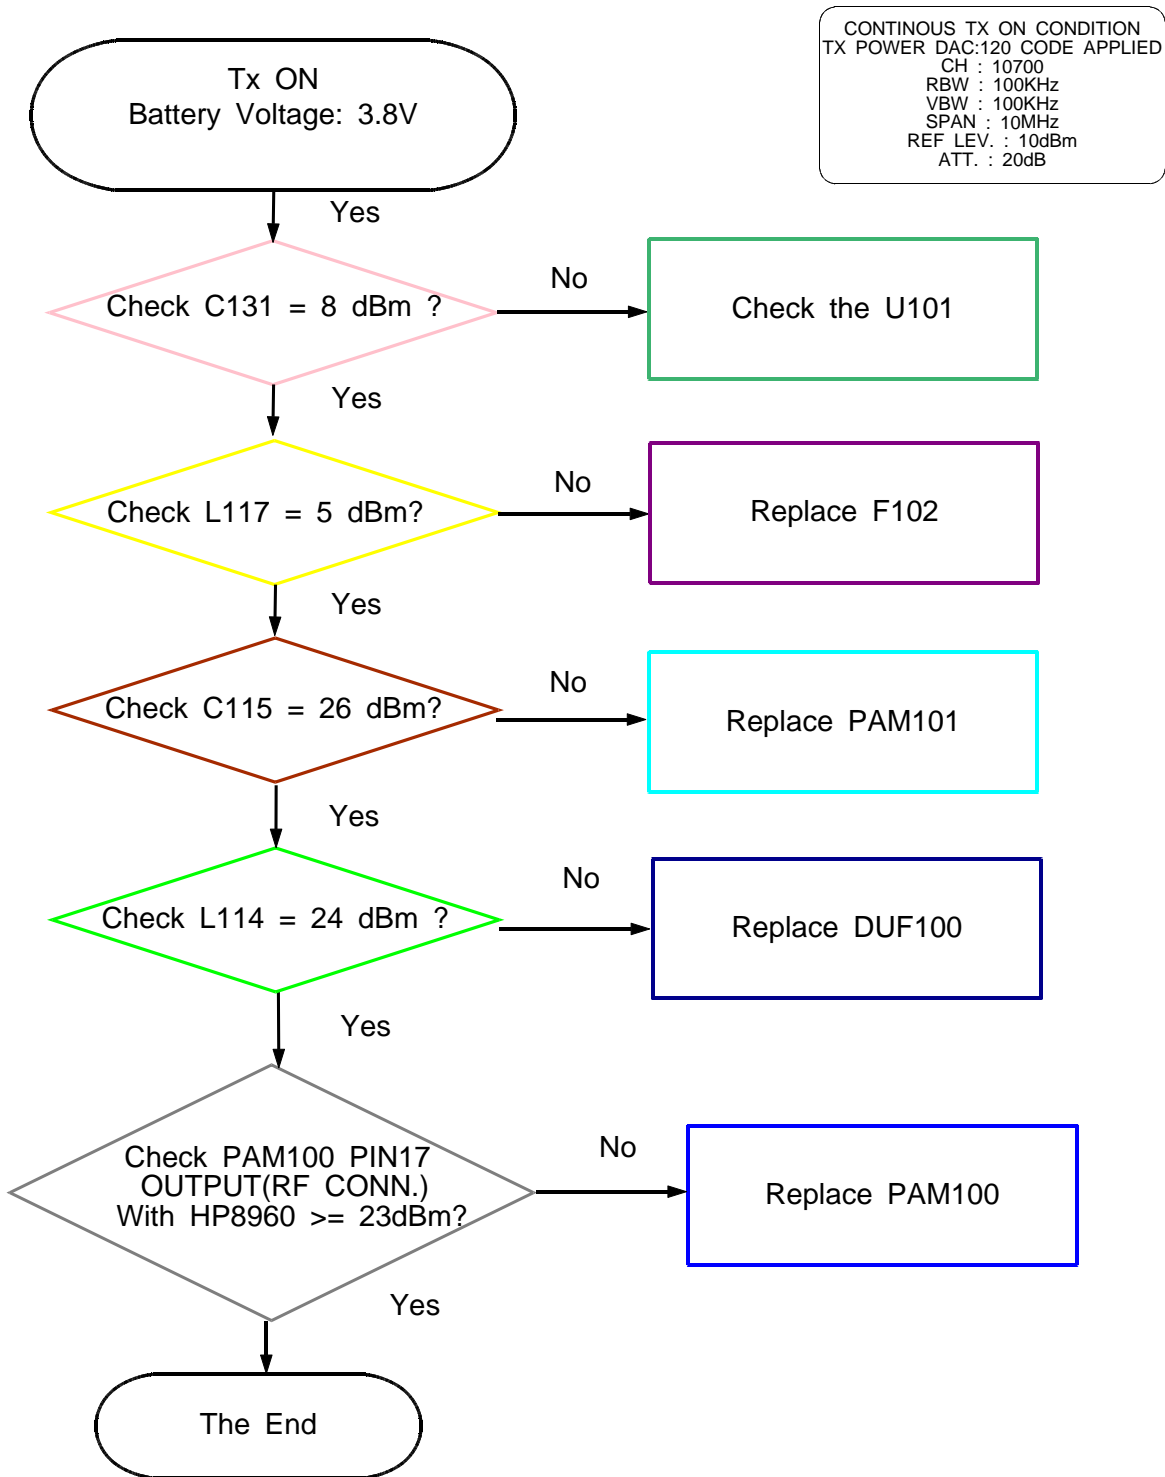 CONTINOUS TX ON CONDITION
TX POWER DAC:120 CODE APPLIED
CH : 10700
RBW : 100KHz
VBW : 100KHz
SPAN : 10MHz
REF LEV. : 10dBm
ATT. : 20dB
Tx ON
Battery Voltage: 3.8V
Yes
Check C131 = 8 dBm ?
No
Check the U101
Yes
Check L117 = 5 dBm?
No
Replace F102
Yes
Check C115 = 26 dBm?
No
Replace PAM101
Yes
Check L114 = 24 dBm ?
No
Replace DUF100
Yes
Check PAM100 PIN17
OUTPUT(RF CONN.)
With HP8960 >= 23dBm?
No
Replace PAM100
Yes
The End